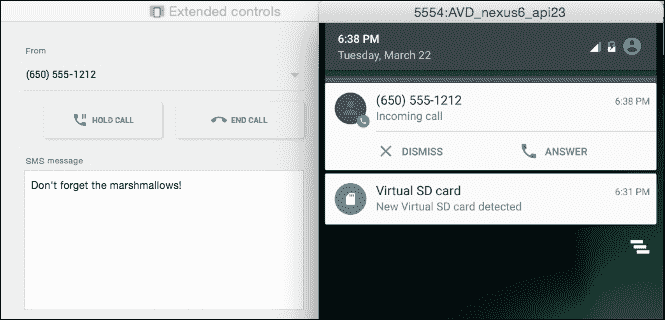 Extended controls
From
(650) 555-1212
HOLD CALL
END CALL
SMS message
Don't forget the marshmallows!
5554:AVD_nexus6_api23
6:38 PM
Tuesday, March 22
(650) 555-1212
6:38 PM
Incoming call
DISMISS
ANSWER
Virtual SD card
6:31 PM
New Virtual SD card detected